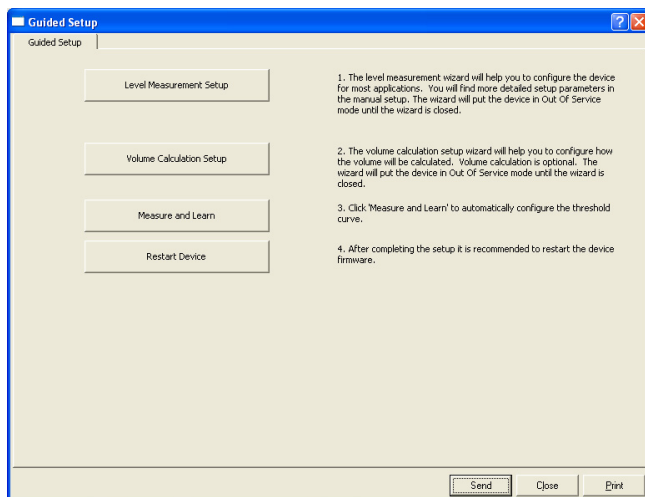 Guided Setup
Guided Setup
Level Measurement Setup
1. The level measurement wizard will help you to configure the device
for most applications. You will find more detailed setup parameters in
the manual setup. The wizard will put the device in Out Of Service
mode until the wizard is closed.
Volume Calculation Setup
2. The volume calculation setup wizard will help you to configure how
the volume will be calculated. Volume calculation is optional. The
wizard will put the device in Out Of Service mode until the wizard is
closed.
Measure and Learn
3. Click 'Measure and Learn' to automatically configure the threshold
curve.
Restart Device
4. After completing the setup it is recommended to restart the device
firmware.
Send
Close
Print